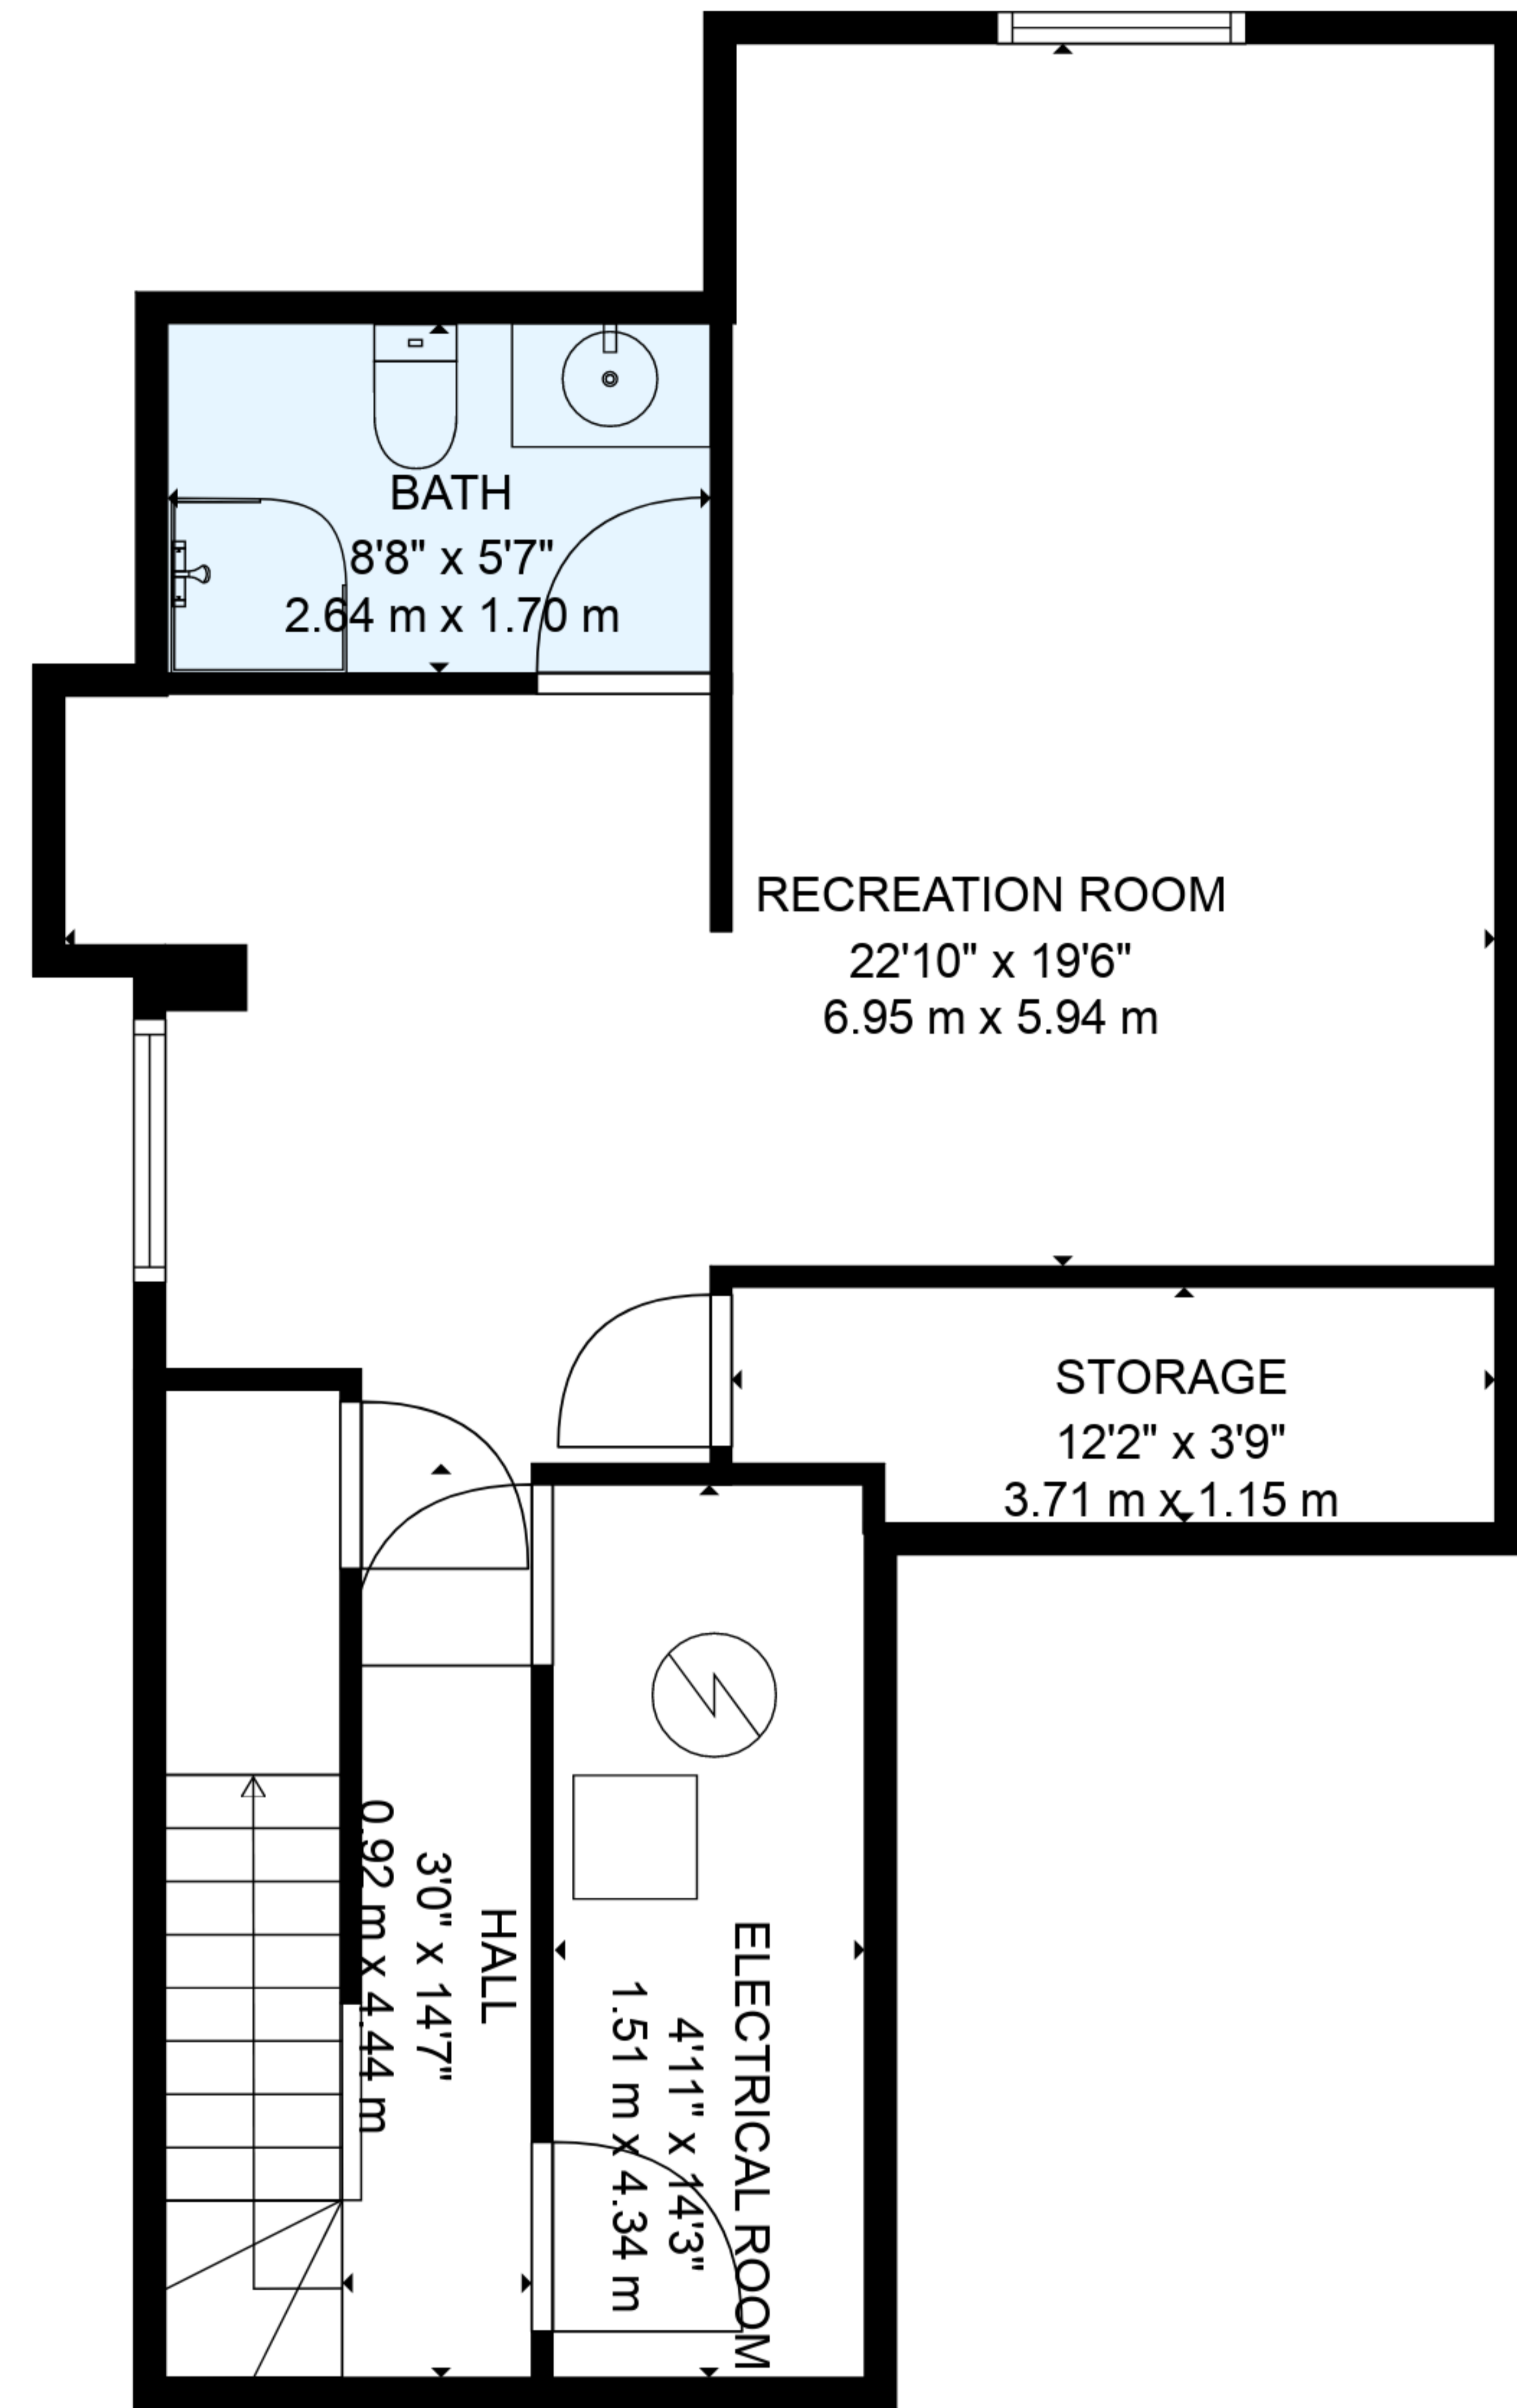 BATH
8'8" x 5'7"
2.64 m x 1.70 m
RECREATION ROOM
22'10" x 19'6"
6.95 m x 5.94 m
STORAGE
12'2" x 3'9"
3.71 m x 1.15 m
HALL
3'0" x 14'7"
0.92 m x 4.44 m
ELECTRICAL ROOM
4'11" x 14'3"
1.51 m x 4.34 m